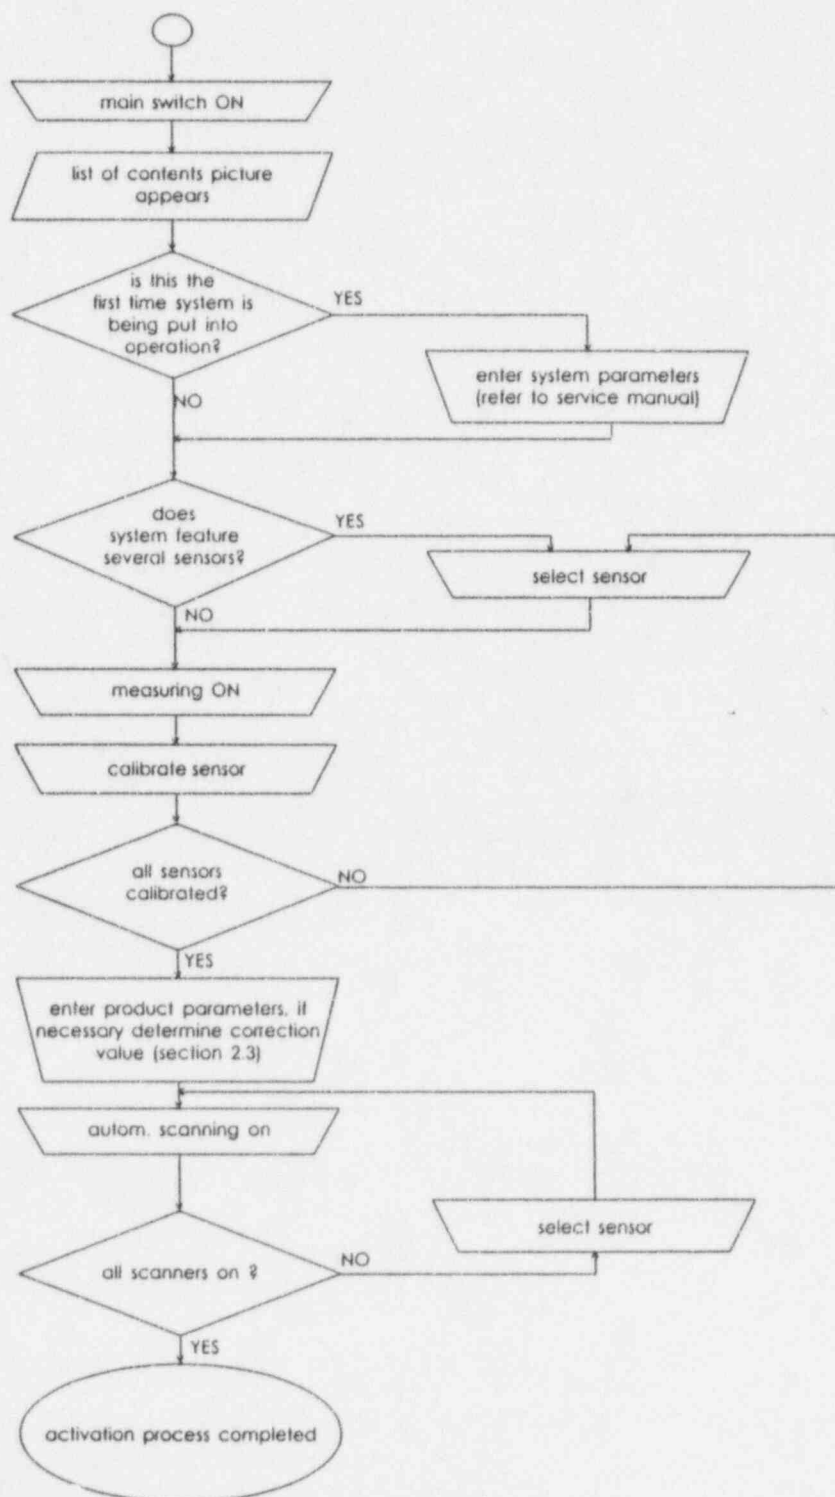 main switch ON
list of contents picture
appears
is this the
first time system is
being put into
operation?
YES
enter system parameters
(refer to service manual)
NO
does
system feature
several sensors?
YES
select sensor
NO
measuring ON
calibrate sensor
all sensors
calibrated?
NO
YES
enter product parameters, if
necessary determine correction
value (section 2.3)
autom. scanning on
select sensor
all scanners on ?
NO
YES
activation process completed